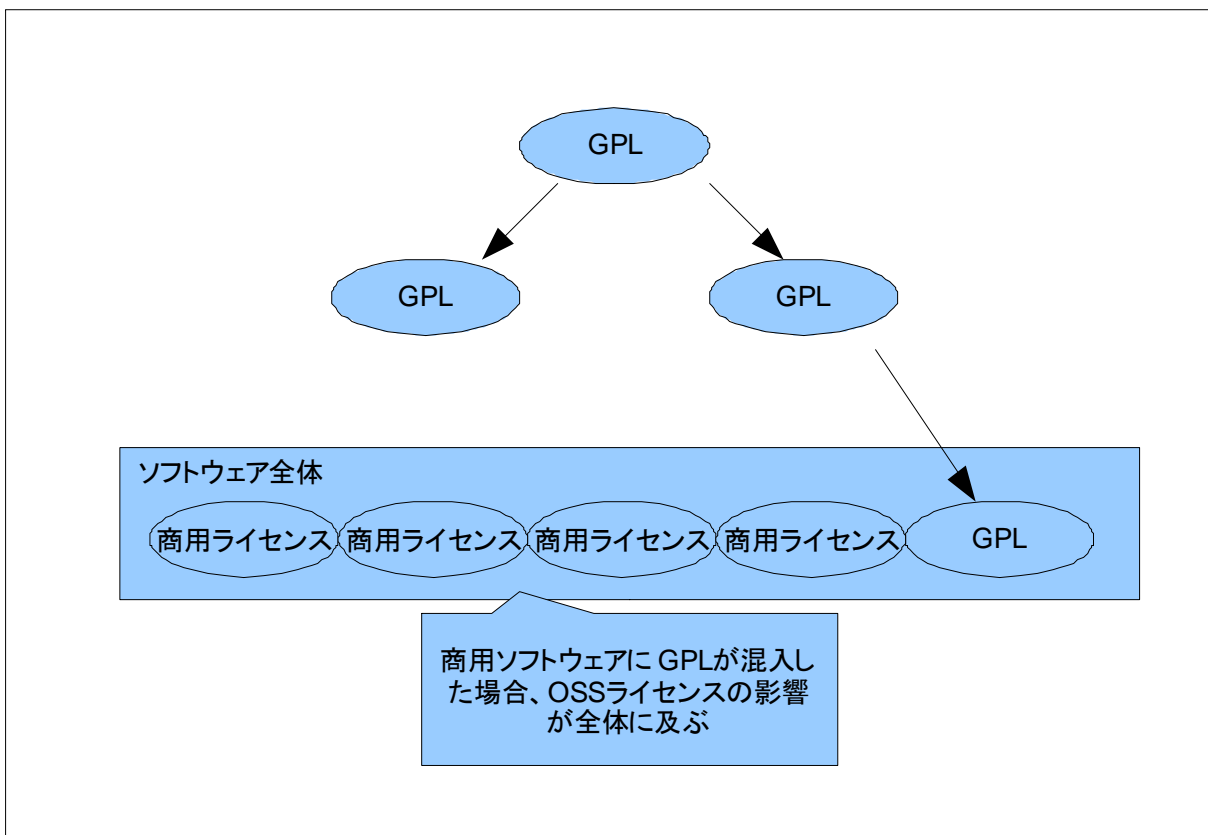 GPL
GPL GPL
ソフトウェア全体
商用ライセンス 商用ライセンス 商用ライセンス 商用ライセンス GPL
商用ソフトウェアに GPLが混入し
た場合、OSSライセンスの影響
が全体に及ぶ